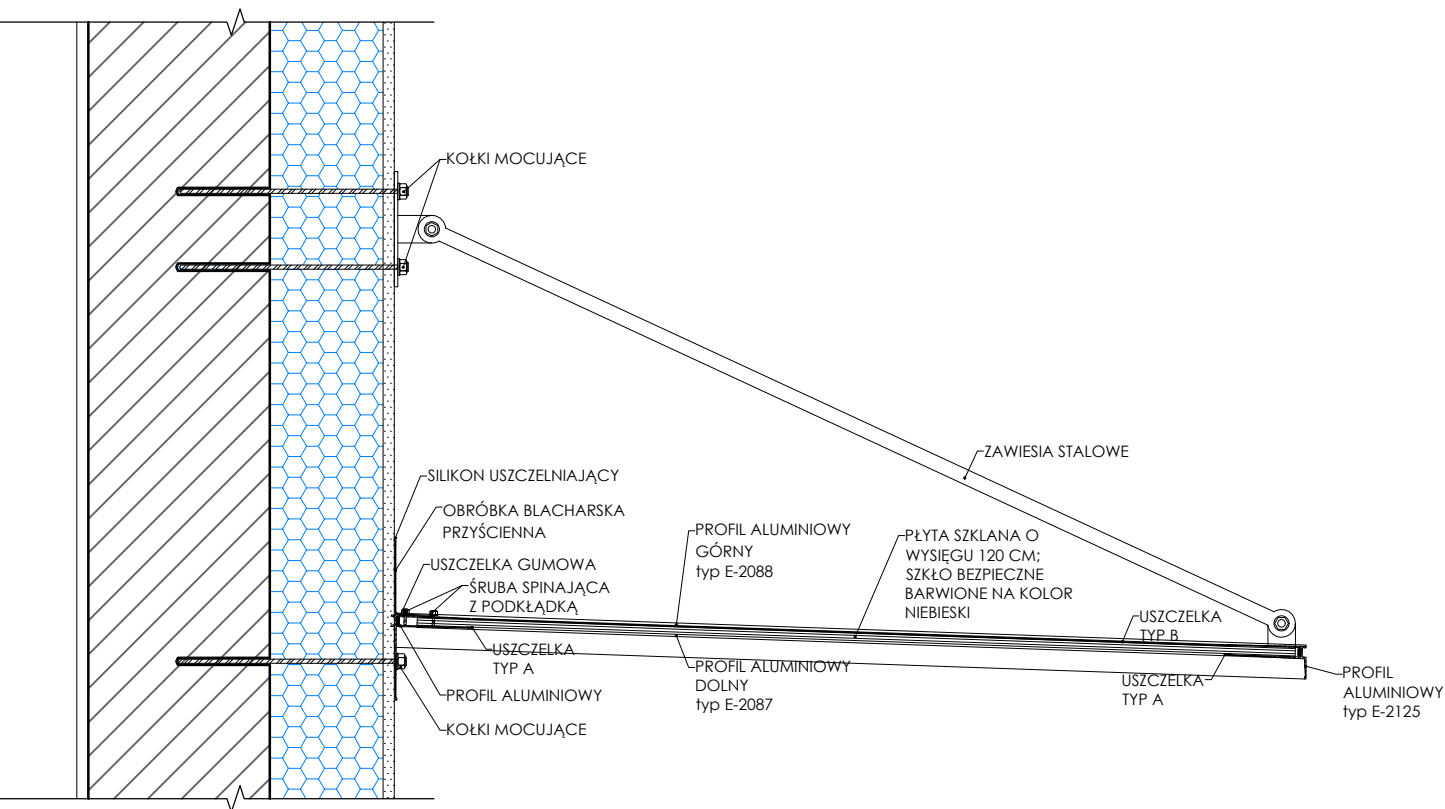 KOŁKI MOCUJĄCE
ZAWIESIA STALOWE
SILIKON USZCZELNIAJĄCY
OBRÓBKA BLACHARSKA
PRZYŚCIENNA
USZCZELKA GUMOWA
ŚRUBA SPINAJĄCA
Z PODKŁĄDKĄ
USZCZELKA
TYP A
PROFIL ALUMINIOWY
KOŁKI MOCUJĄCE
PROFIL ALUMINIOWY
GÓRNY
typ E-2088
PROFIL ALUMINIOWY
DOLNY
typ E-2087
PŁYTA SZKLANA O
WYSIĘGU 120 CM;
SZKŁO BEZPIECZNE
BARWIONE NA KOLOR
NIEBIESKI
USZCZELKA
TYP B
USZCZELKA
TYP A
PROFIL
ALUMINIOWY
typ E-2125